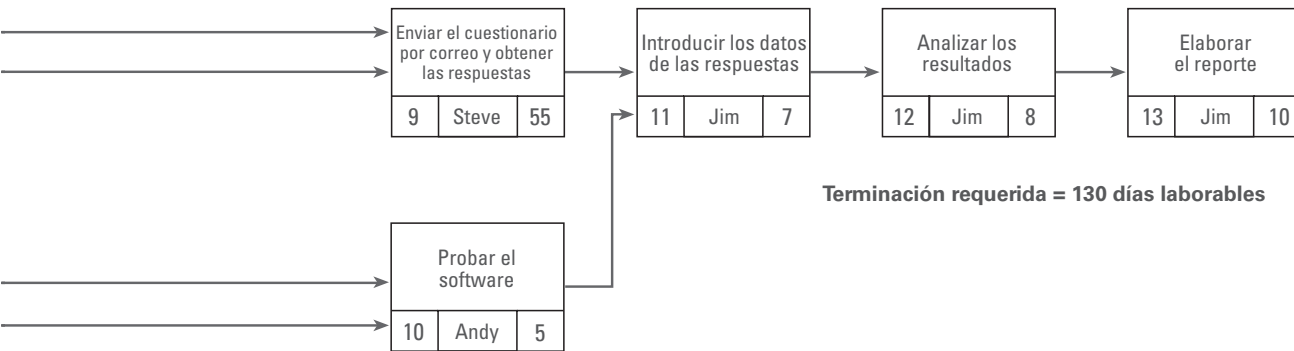 Enviar el cuestionario
por correo y obtener
las respuestas
9 Steve 55
Introducir los datos
de las respuestas
11 Jim 7
Analizar los
resultados
12 Jim 8
Elaborar
el reporte
13 Jim 10
Terminación requerida = 130 días laborables
Probar el
software
10 Andy 5